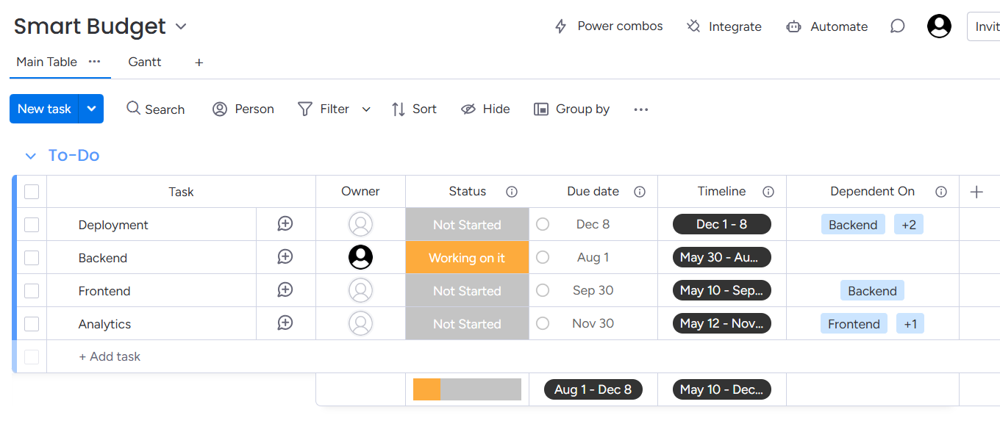 Smart Budget Power combos Integrate Automate Invit
Main Table ... Gantt +
New task Search Person Filter Sort Hide Group by ...
To-Do
Task Owner Status Due date Timeline Dependent On +
Deployment Not Started Dec 8 Dec 1 - 8 Backend +2
Backend Working on it Aug 1 May 30 - Au...
Frontend Not Started Sep 30 May 10 - Sep... Backend
Analytics Not Started Nov 30 May 12 - Nov... Frontend +1
+ Add task
Aug 1 - Dec 8 May 10 - Dec...